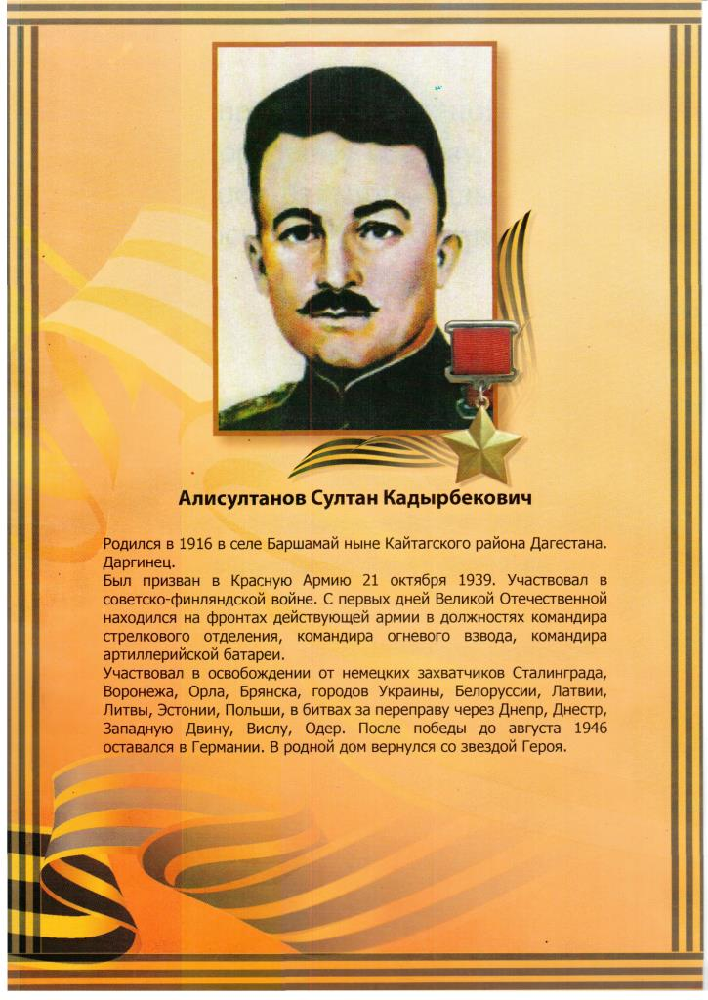 Алисултанов Султан Кадырбекович
Родился в 1916 в селе Баршамай ныне Кайтагского района Дагестана.
Даргинец.
Был призван в Красную Армию 21 октября 1939. Участвовал в
советско-финляндской войне. С первых дней Великой Отечественной
находился на фронтах действующей армии в должностях командира
стрелкового отделения, командира огневого взвода, командира
артиллерийской батареи.
Участвовал в освобождении от немецких захватчиков Сталинграда,
Воронежа, Орла, Брянска, городов Украины, Белоруссии, Латвии,
Литвы, Эстонии, Польши, в битвах за переправу через Днепр, Днестр,
Западную Двину, Вислу, Одер. После победы до августа 1946
оставался в Германии. В родной дом вернулся со звездой Героя.